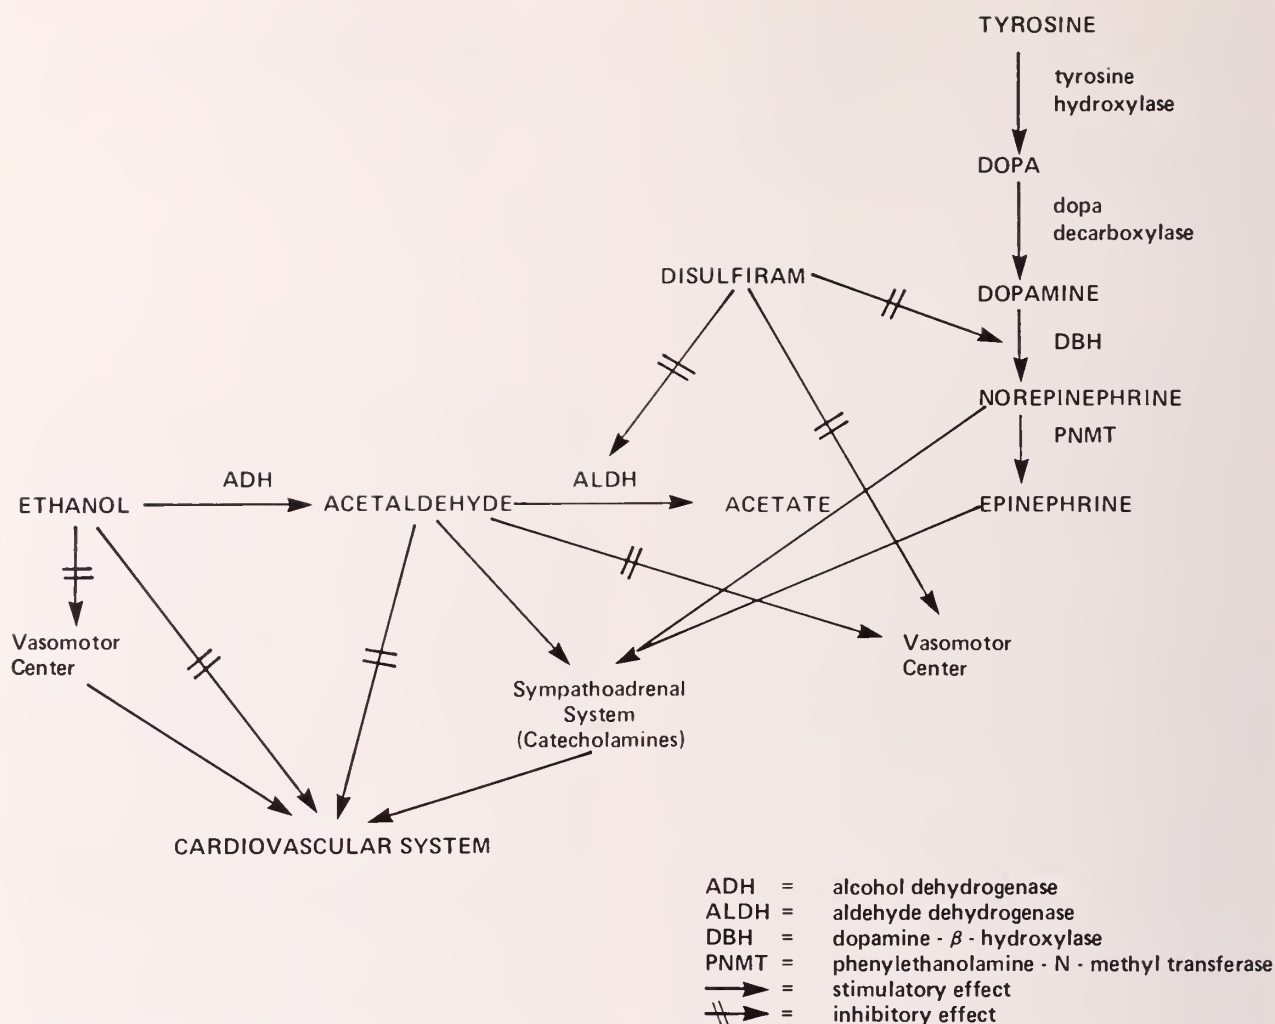 TYROSINE
tyrosine
hydroxylase
DOPA
dopa
decarboxylase
DISULFIRAM
DOPAMINE
DBH
NOREPINEPHRINE
PNMT
ADH
ALDH
ETHANOL
ACETALDEHYDE
ACETATE
EPINEPHRINE
Vasomotor
Center
Vasomotor
Center
Sympathoadrenal
System
(Catecholamines)
CARDIOVASCULAR SYSTEM
ADH = alcohol dehydrogenase
ALDH = aldehyde dehydrogenase
DBH = dopamine - β - hydroxylase
PNMT = phenylethanolamine - N - methyl transferase
= stimulatory effect
= inhibitory effect